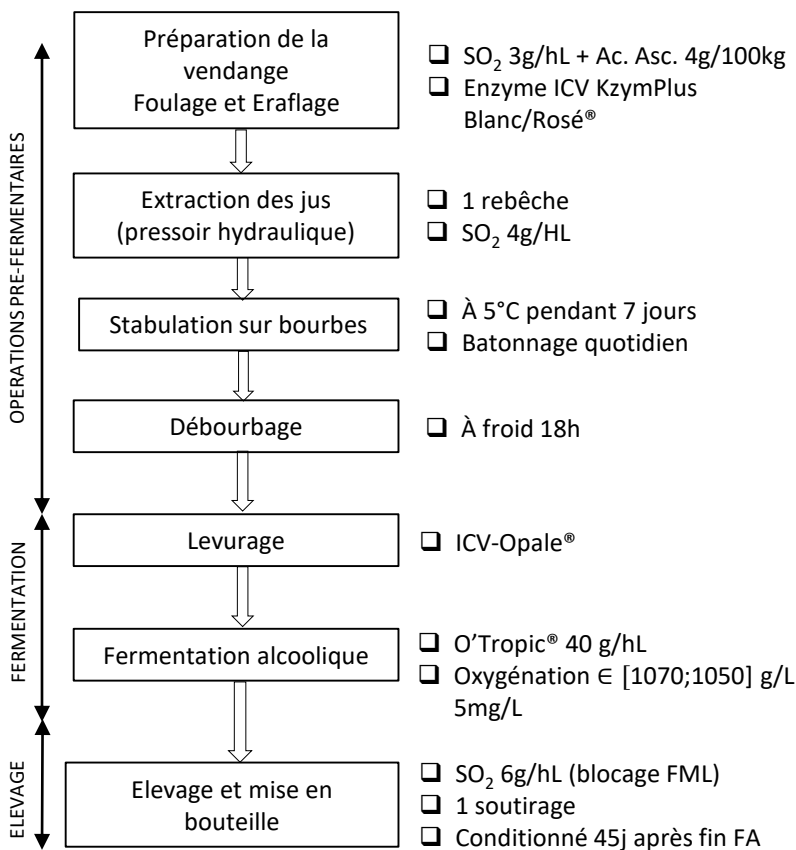 OPERATIONS PRE-FERMENTAIRES
Préparation de la
vendange
Foulage et Eraflage
❑ SO₂ 3g/hL + Ac. Asc. 4g/100kg
❑ Enzyme ICV KzymPlus
Blanc/Rosé®
Extraction des jus
(pressoir hydraulique)
❑ 1 rebêche
❑ SO₂ 4g/HL
Stabulation sur bourbes
❑ À 5°C pendant 7 jours
❑ Batonnage quotidien
Débourbage
❑ À froid 18h
FERMENTATION
Levurage
❑ ICV-Opale®
Fermentation alcoolique
❑ O’Tropic® 40 g/hL
❑ Oxygénation ∈ [1070;1050] g/L
5mg/L
ELEVAGE
Elevage et mise en
bouteille
❑ SO₂ 6g/hL (blocage FML)
❑ 1 soutirage
❑ Conditionné 45j après fin FA